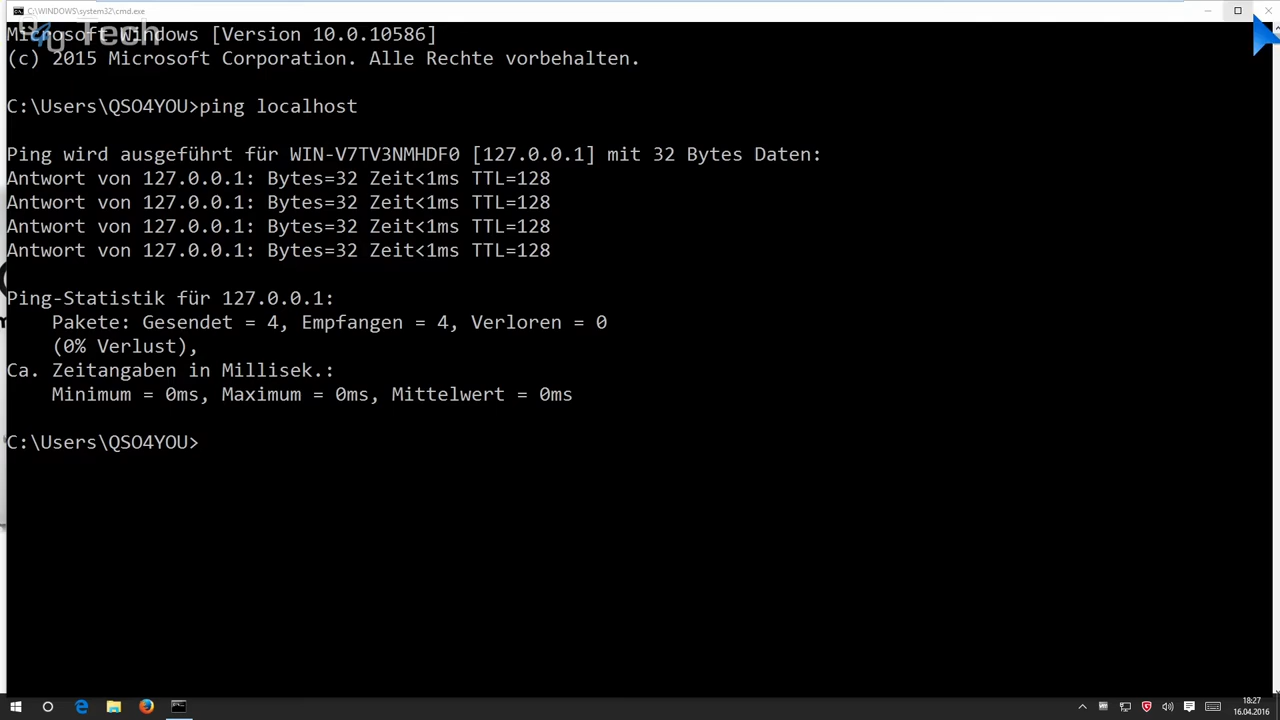 C:\WINDOWS\system32\cmd.exe
Tech
Microsoft Windows [Version 10.0.10586]
(c) 2015 Microsoft Corporation. Alle Rechte vorbehalten.
C:\Users\QSO4YOU>ping localhost
Ping wird ausgeführt für WIN-V7TV3NMHDF0 [127.0.0.1] mit 32 Bytes Daten:
Antwort von 127.0.0.1: Bytes=32 Zeit<1ms TTL=128
Antwort von 127.0.0.1: Bytes=32 Zeit<1ms TTL=128
Antwort von 127.0.0.1: Bytes=32 Zeit<1ms TTL=128
Antwort von 127.0.0.1: Bytes=32 Zeit<1ms TTL=128
Ping-Statistik für 127.0.0.1:
Pakete: Gesendet = 4, Empfangen = 4, Verloren = 0
(0% Verlust),
Ca. Zeitangaben in Millisek.:
Minimum = 0ms, Maximum = 0ms, Mittelwert = 0ms
C:\Users\QSO4YOU>
18:27
16.04.2016